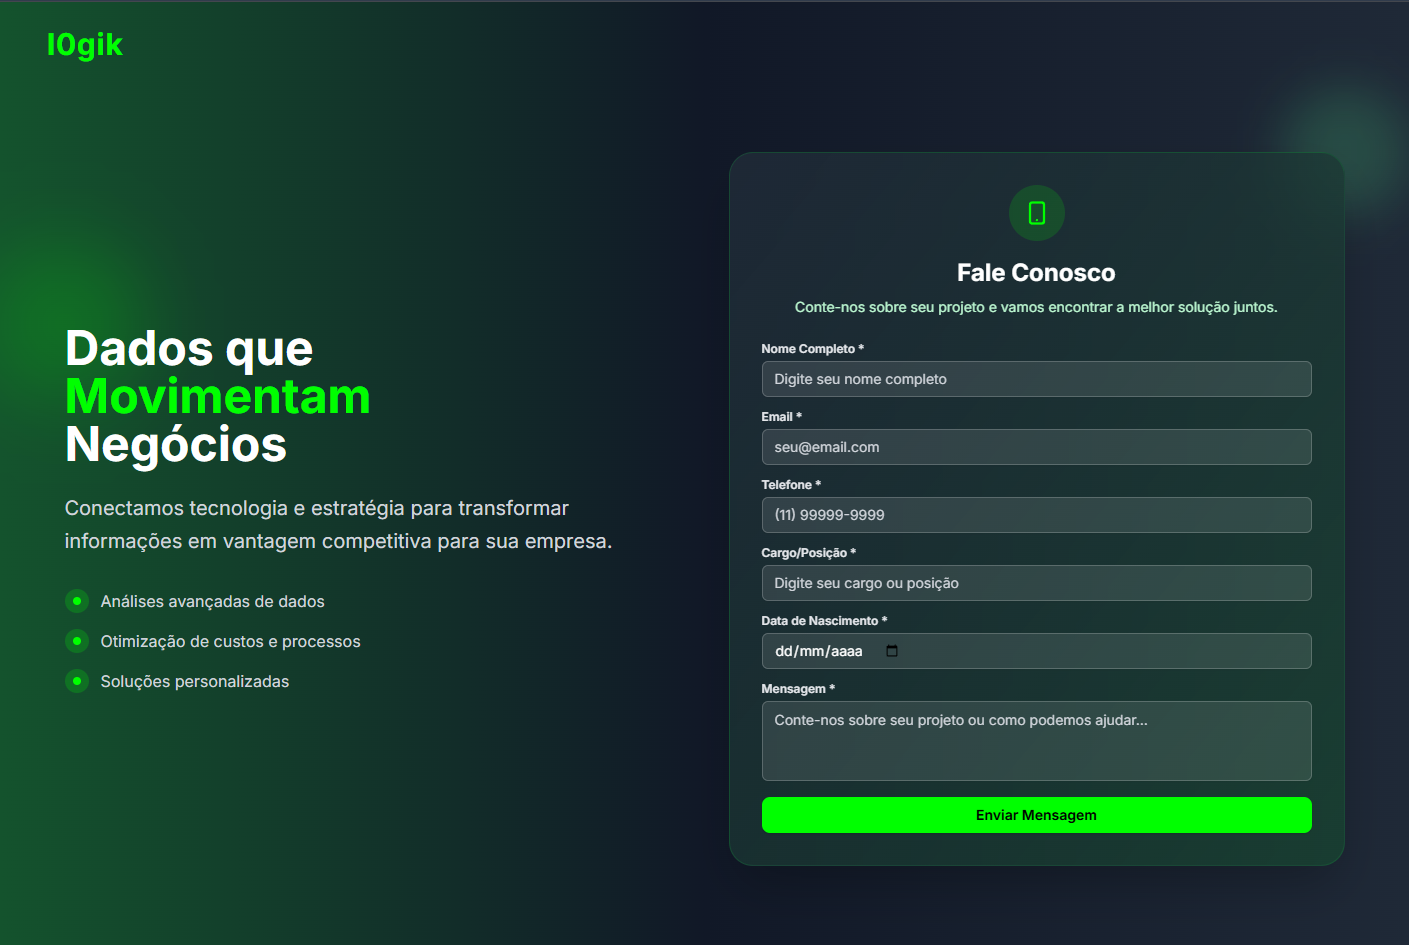 l0gik
Dados que
Movimentam
Negócios
Conectamos tecnologia e estratégia para transformar
informações em vantagem competitiva para sua empresa.
Análises avançadas de dados
Otimização de custos e processos
Soluções personalizadas
Fale Conosco
Conte-nos sobre seu projeto e vamos encontrar a melhor solução juntos.
Nome Completo *
Digite seu nome completo
Email *
seu@email.com
Telefone *
(11) 99999-9999
Cargo/Posição *
Digite seu cargo ou posição
Data de Nascimento *
dd/mm/aaaa
Mensagem *
Conte-nos sobre seu projeto ou como podemos ajudar...
Enviar Mensagem